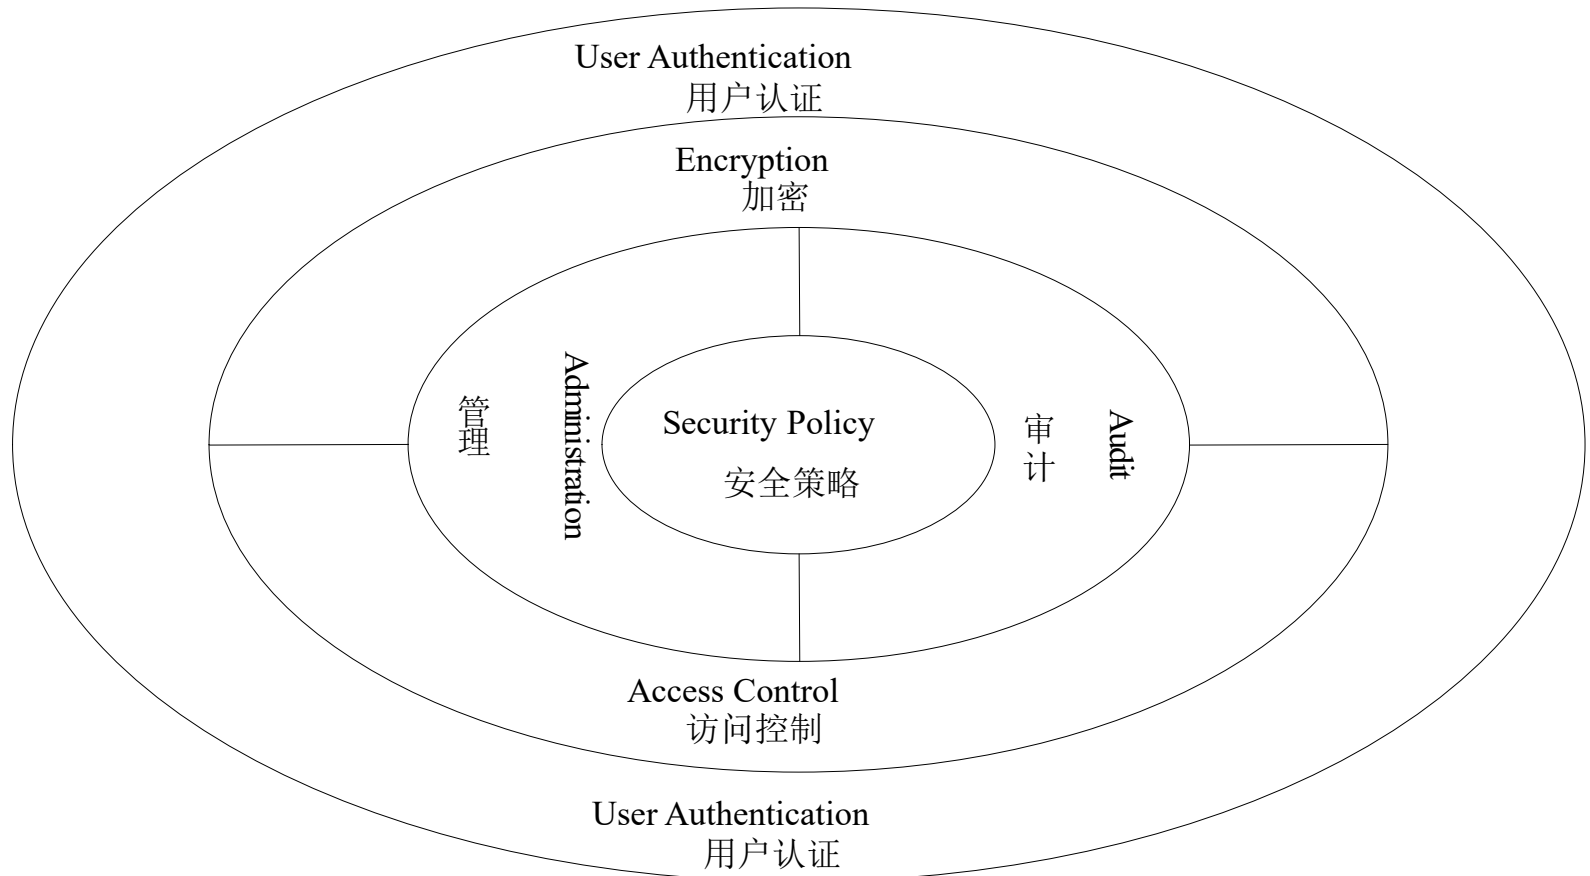 User Authentication
用户认证
Encryption
加密
管理
Administration
Security Policy
安全策略
审计
Audit
Access Control
访问控制
User Authentication
用户认证